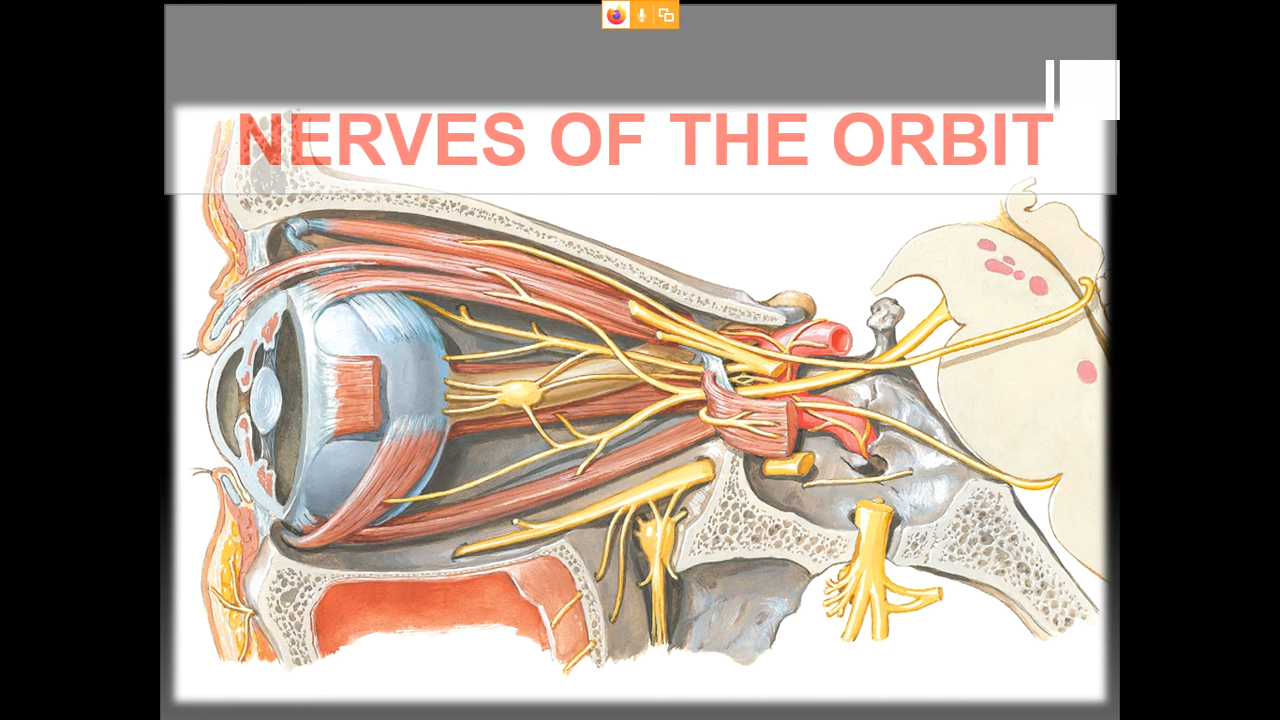 NERVES OF THE ORBIT